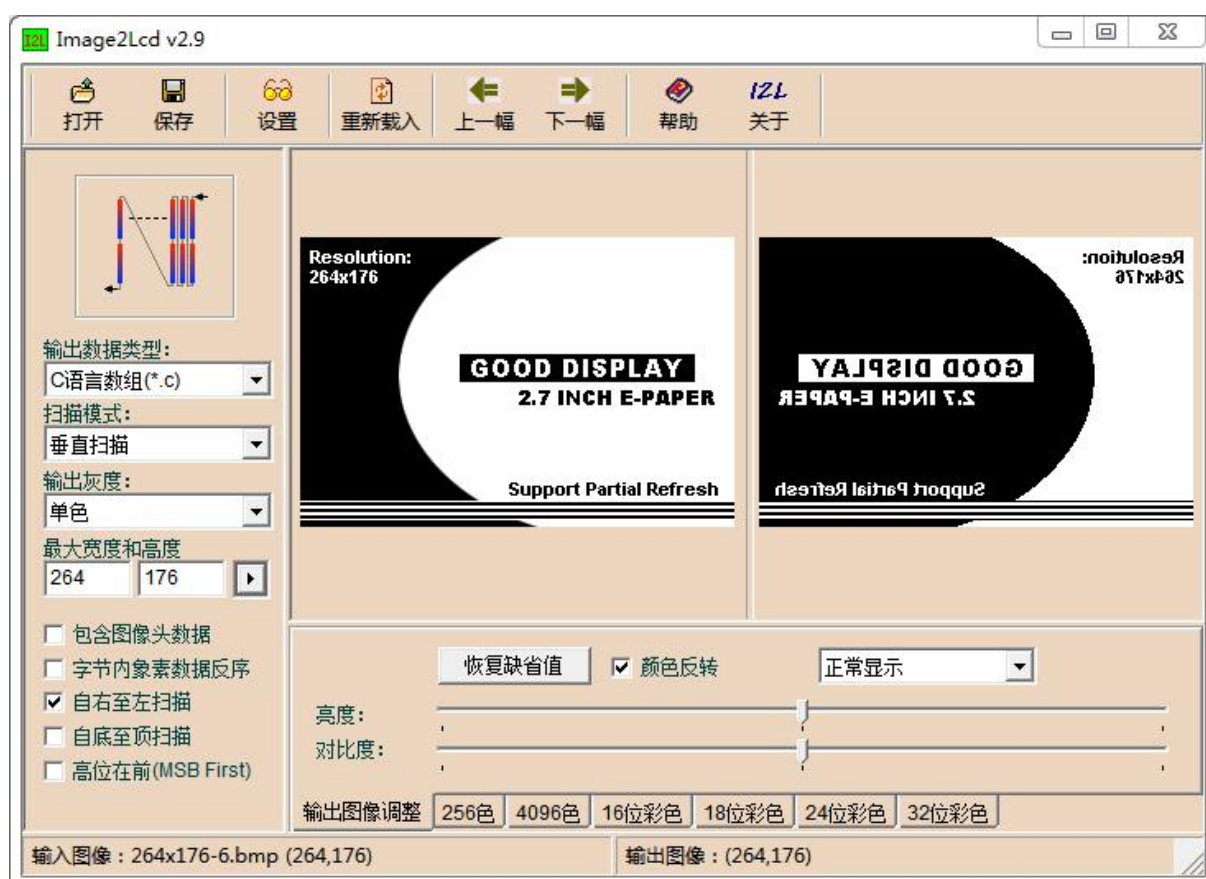 I2L Image2Lcd v2.9
打开 保存 设置 重新载入 上一幅 下一幅 帮助 I2L 关于
输出数据类型:
C语言数组(*.c)
扫描模式:
垂直扫描
输出灰度:
单色
最大宽度和高度
264 176
包含图像头数据
字节内象素数据反序
自右至左扫描
自底至顶扫描
高位在前(MSB First)
Resolution:
264x176
GOOD DISPLAY
2.7 INCH E-PAPER
Support Partial Refresh
Resolution:
264x176
GOOD DISPLAY
2.7 INCH E-PAPER
Support Partial Refresh
恢复缺省值 颜色反转 正常显示
亮度:
对比度:
输出图像调整 256色 4096色 16位彩色 18位彩色 24位彩色 32位彩色
输入图像:264x176-6.bmp (264,176) 输出图像:(264,176)